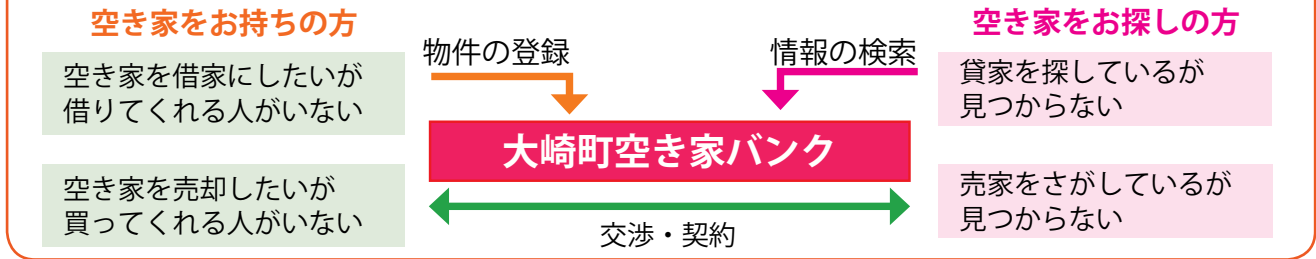 空き家をお持ちの方
空き家を借家にしたいが
借りてくれる人がいない
空き家を売却したいが
買ってくれる人がいない
物件の登録
情報の検索
大崎町空き家バンク
交渉・契約
空き家をお探しの方
貸家を探しているが
見つからない
売家をさがしているが
見つからない